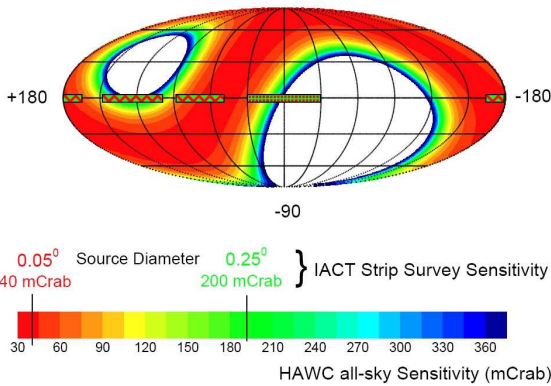 +180
-180
-90
0.05⁰ Source Diameter 0.25⁰ } IACT Strip Survey Sensitivity
40 mCrab 200 mCrab
30 60 90 120 150 180 210 240 270 300 330 360
HAWC all-sky Sensitivity (mCrab)